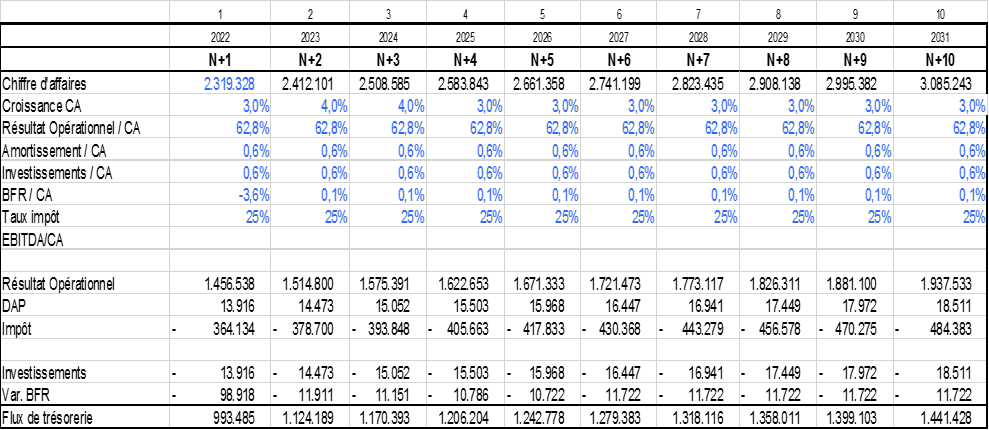 1 2 3 4 5 6 7 8 9 10
2022 2023 2024 2025 2026 2027 2028 2029 2030 2031
N+1 N+2 N+3 N+4 N+5 N+6 N+7 N+8 N+9 N+10
Chiffre d'affaires 2.319.328 2.412.101 2.508.585 2.583.843 2.661.358 2.741.199 2.823.435 2.908.138 2.995.382 3.085.243
Croissance CA 3,0% 4,0% 4,0% 3,0% 3,0% 3,0% 3,0% 3,0% 3,0% 3,0%
Résultat Opérationnel / CA 62,8% 62,8% 62,8% 62,8% 62,8% 62,8% 62,8% 62,8% 62,8% 62,8%
Amortissement / CA 0,6% 0,6% 0,6% 0,6% 0,6% 0,6% 0,6% 0,6% 0,6% 0,6%
Investissements / CA 0,6% 0,6% 0,6% 0,6% 0,6% 0,6% 0,6% 0,6% 0,6% 0,6%
BFR / CA -3,6% 0,1% 0,1% 0,1% 0,1% 0,1% 0,1% 0,1% 0,1% 0,1%
Taux impôt 25% 25% 25% 25% 25% 25% 25% 25% 25% 25%
EBITDA/CA
Résultat Opérationnel 1.456.538 1.514.800 1.575.391 1.622.653 1.671.333 1.721.473 1.773.117 1.826.311 1.881.100 1.937.533
DAP 13.916 14.473 15.052 15.503 15.968 16.447 16.941 17.449 17.972 18.511
Impôt - 364.134 - 378.700 - 393.848 - 405.663 - 417.833 - 430.368 - 443.279 - 456.578 - 470.275 - 484.383
Investissements - 13.916 - 14.473 - 15.052 - 15.503 - 15.968 - 16.447 - 16.941 - 17.449 - 17.972 - 18.511
Var. BFR - 98.918 - 11.911 - 11.151 - 10.786 - 10.722 - 11.722 - 11.722 - 11.722 - 11.722 - 11.722
Flux de trésorerie 993.485 1.124.189 1.170.393 1.206.204 1.242.778 1.279.383 1.318.116 1.358.011 1.399.103 1.441.428